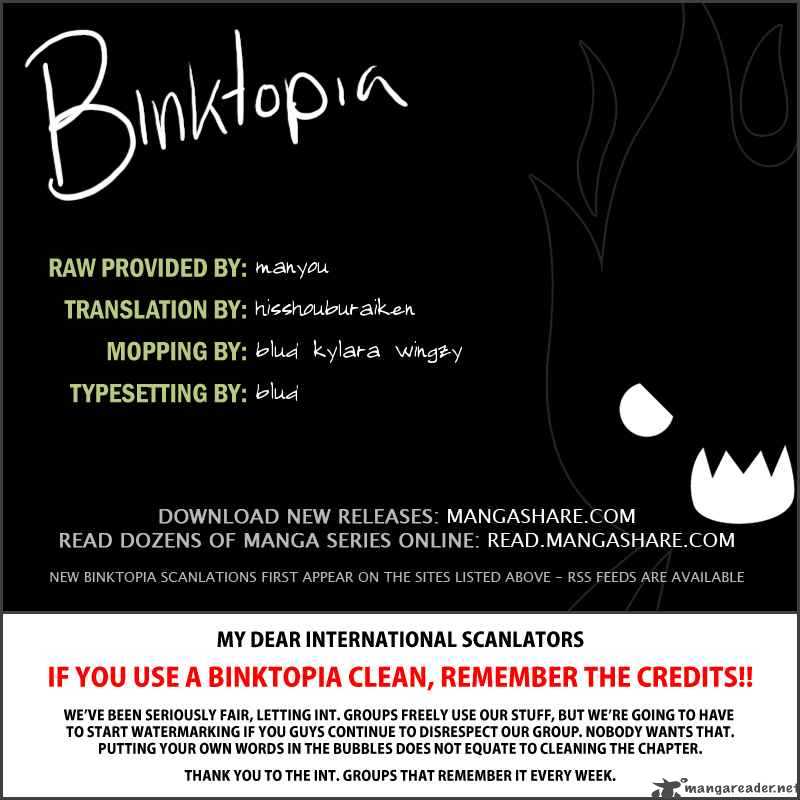 Binktopia
RAW PROVIDED BY: manyou
TRANSLATION BY: hisshouburaiken
MOPPING BY: blud kylara wingzy
TYPESETTING BY: blud
DOWNLOAD NEW RELEASES: MANGASHARE.COM
READ DOZENS OF MANGA SERIES ONLINE: READ.MANGASHARE.COM
NEW BINKTOPIA SCANLATIONS FIRST APPEAR ON THE SITES LISTED ABOVE - RSS FEEDS ARE AVAILABLE
MY DEAR INTERNATIONAL SCANLATORS
IF YOU USE A BINKTOPIA CLEAN, REMEMBER THE CREDITS!!
WE'VE BEEN SERIOUSLY FAIR, LETTING INT. GROUPS FREELY USE OUR STUFF, BUT WE'RE GOING TO HAVE
TO START WATERMARKING IF YOU GUYS CONTINUE TO DISRESPECT OUR GROUP. NOBODY WANTS THAT.
PUTTING YOUR OWN WORDS IN THE BUBBLES DOES NOT EQUATE TO CLEANING THE CHAPTER.
THANK YOU TO THE INT. GROUPS THAT REMEMBER IT EVERY WEEK.
mangareader.net